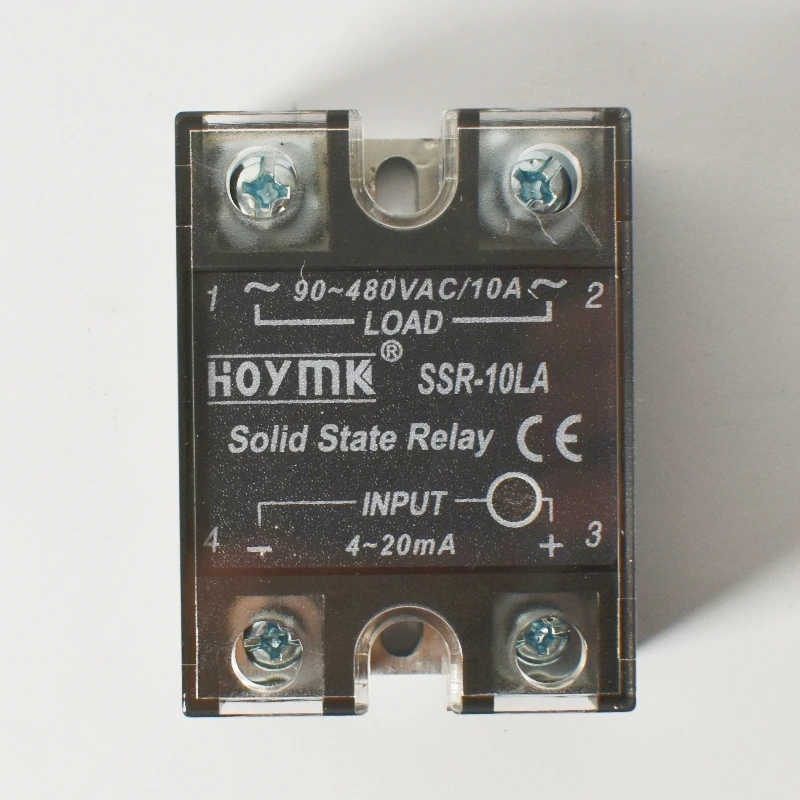 1 ~ 90~480VAC/10A ~ 2
LOAD
HOYMK® SSR-10LA
Solid State Relay CE
INPUT
4 - 4~20mA + 3